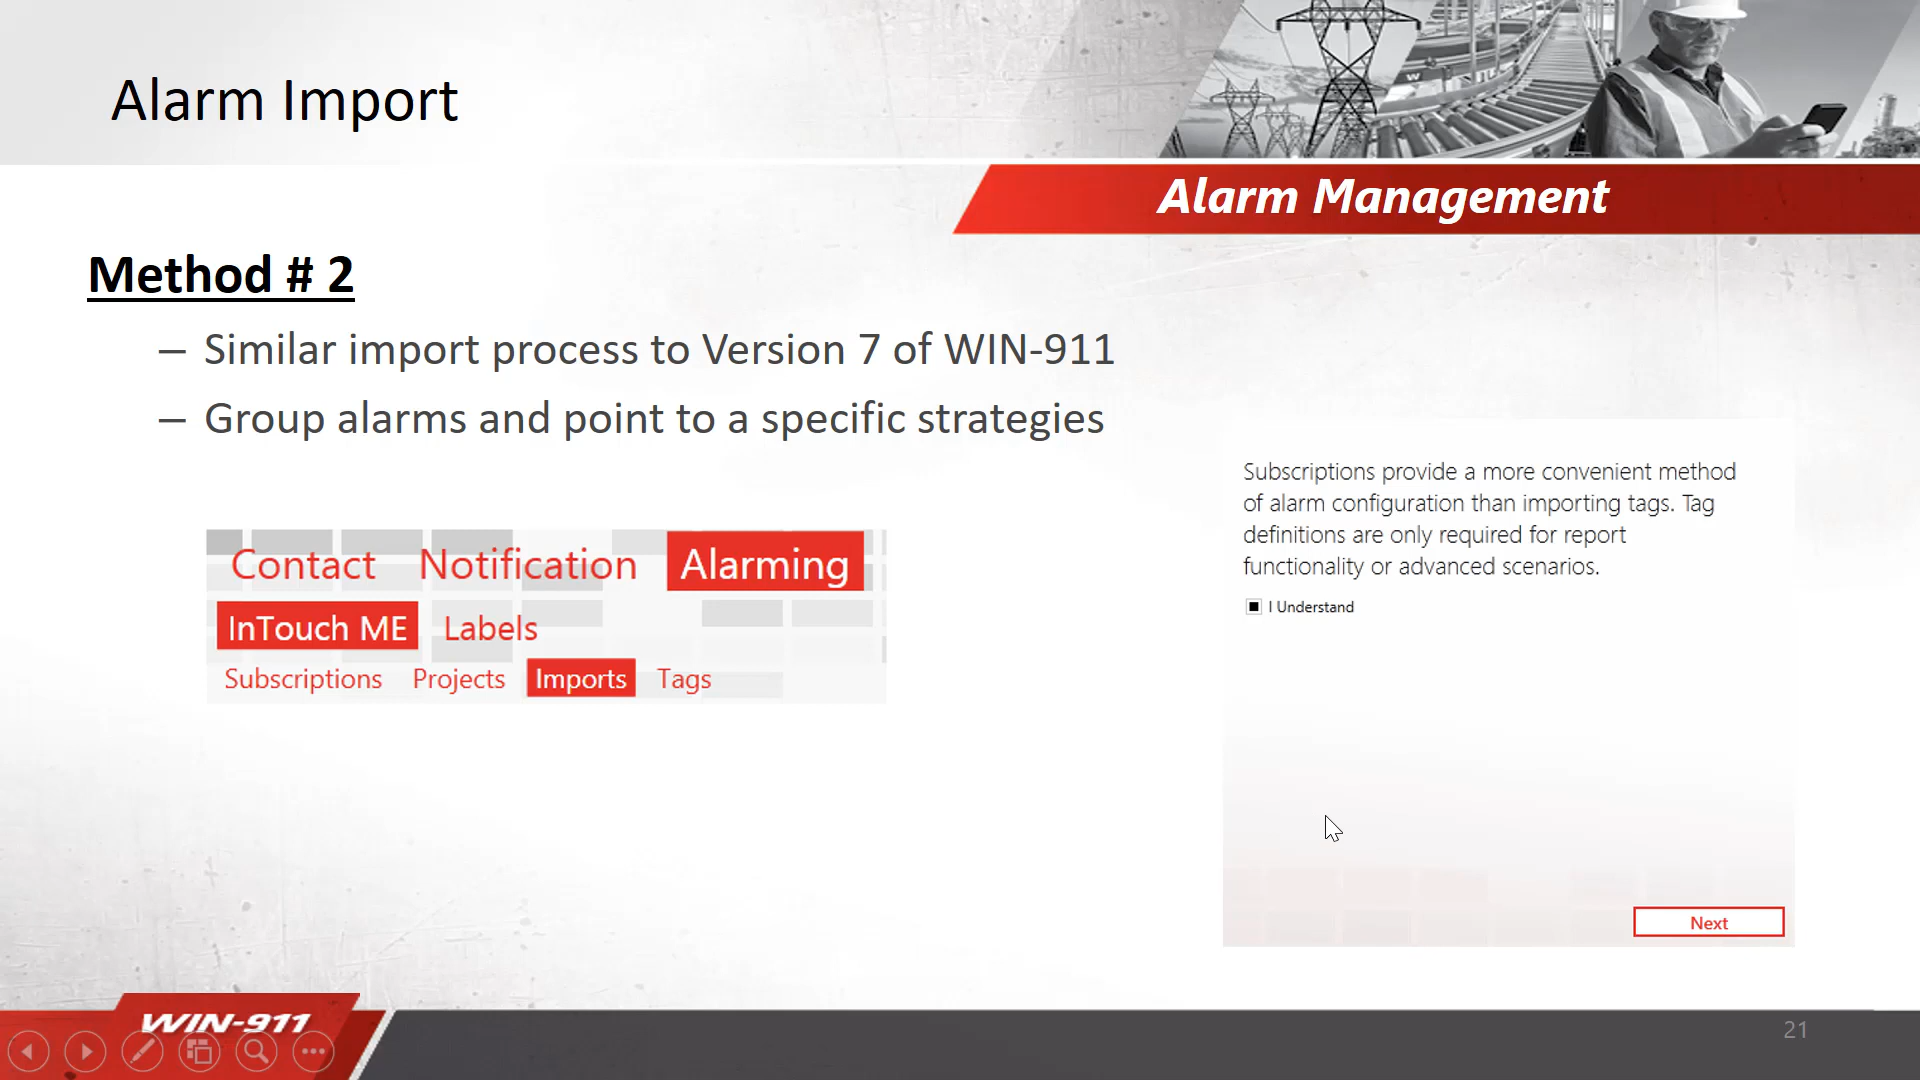 Alarm Import
Alarm Management
Method # 2
– Similar import process to Version 7 of WIN-911
– Group alarms and point to a specific strategies
Subscriptions provide a more convenient method
of alarm configuration than importing tags. Tag
definitions are only required for report
functionality or advanced scenarios.
I Understand
Contact Notification Alarming
InTouch ME Labels
Subscriptions Projects Imports Tags
Next
WIN-911
21